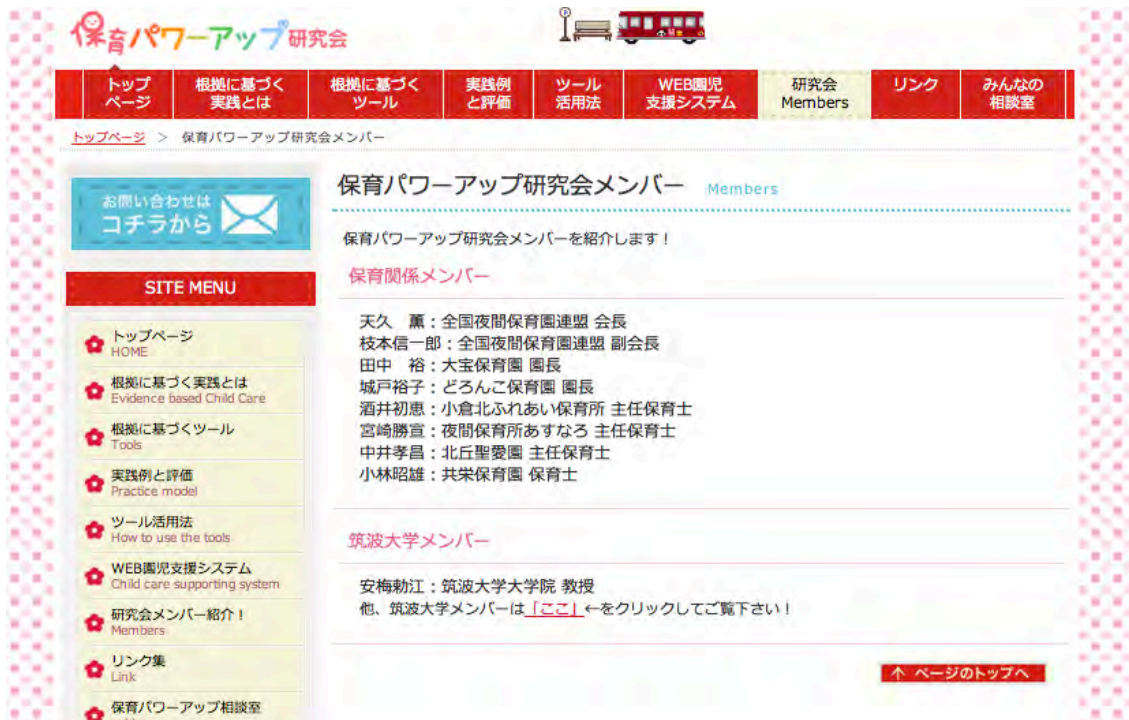 保育パワーアップ研究会
トップ
ページ
根拠に基づく
実践とは
根拠に基づく
ツール
実践例
と評価
ツール
活用法
WEB園児
支援システム
研究会
Members
リンク
みんなの
相談室
トップページ ＞ 保育パワーアップ研究会メンバー
お問い合わせは
コチラから
SITE MENU
トップページ
HOME
根拠に基づく実践とは
Evidence based Child Care
根拠に基づくツール
Tools
実践例と評価
Practice model
ツール活用法
How to use the tools
WEB園児支援システム
Child care supporting system
研究会メンバー紹介！
Members
リンク集
Link
保育パワーアップ相談室
保育パワーアップ研究会メンバー Members
保育パワーアップ研究会メンバーを紹介します！
保育関係メンバー
天久　薫：全国夜間保育園連盟 会長
枝本信一郎：全国夜間保育園連盟 副会長
田中　裕：大宝保育園 園長
城戸裕子：どろんこ保育園 園長
酒井初恵：小倉北ふれあい保育所 主任保育士
宮崎勝宣：夜間保育所あすなろ 主任保育士
中井孝昌：北丘聖愛園 主任保育士
小林昭雄：共栄保育園 保育士
筑波大学メンバー
安梅勅江：筑波大学大学院 教授
他、筑波大学メンバーは「ここ」←をクリックしてご覧下さい！
↑ ページのトップへ